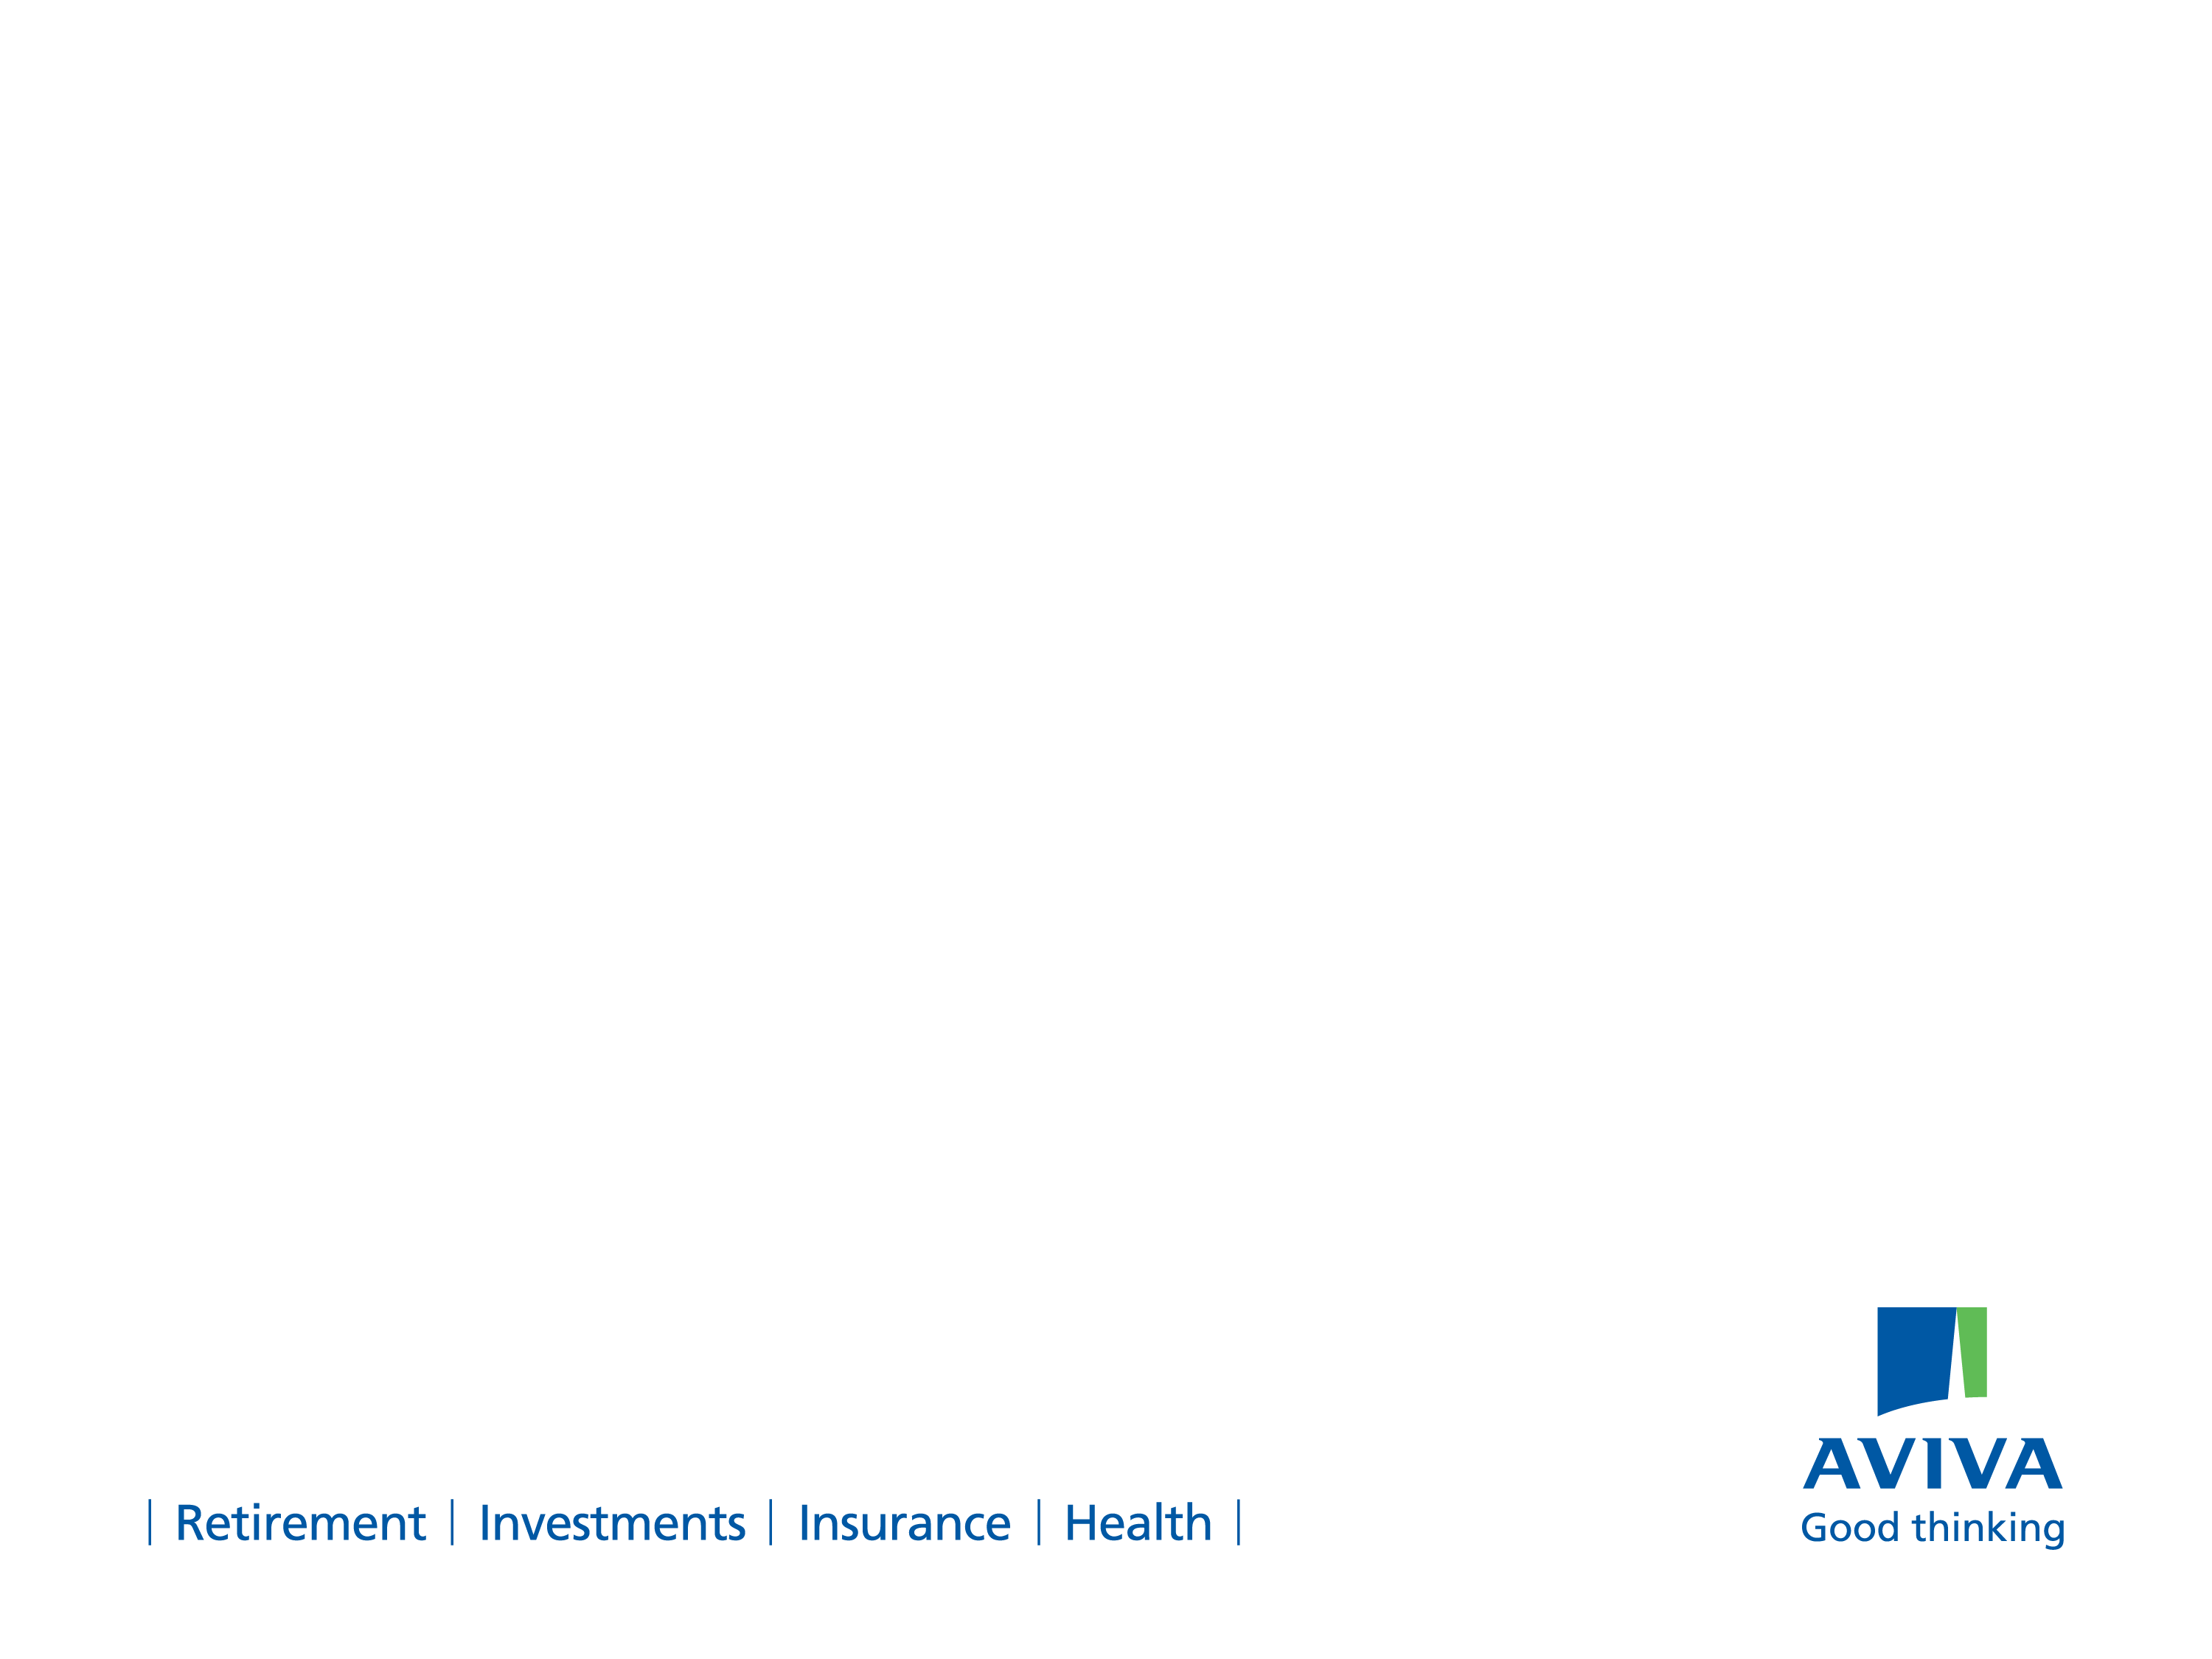 AVIVA
| Retirement | Investments | Insurance | Health |
Good thinking